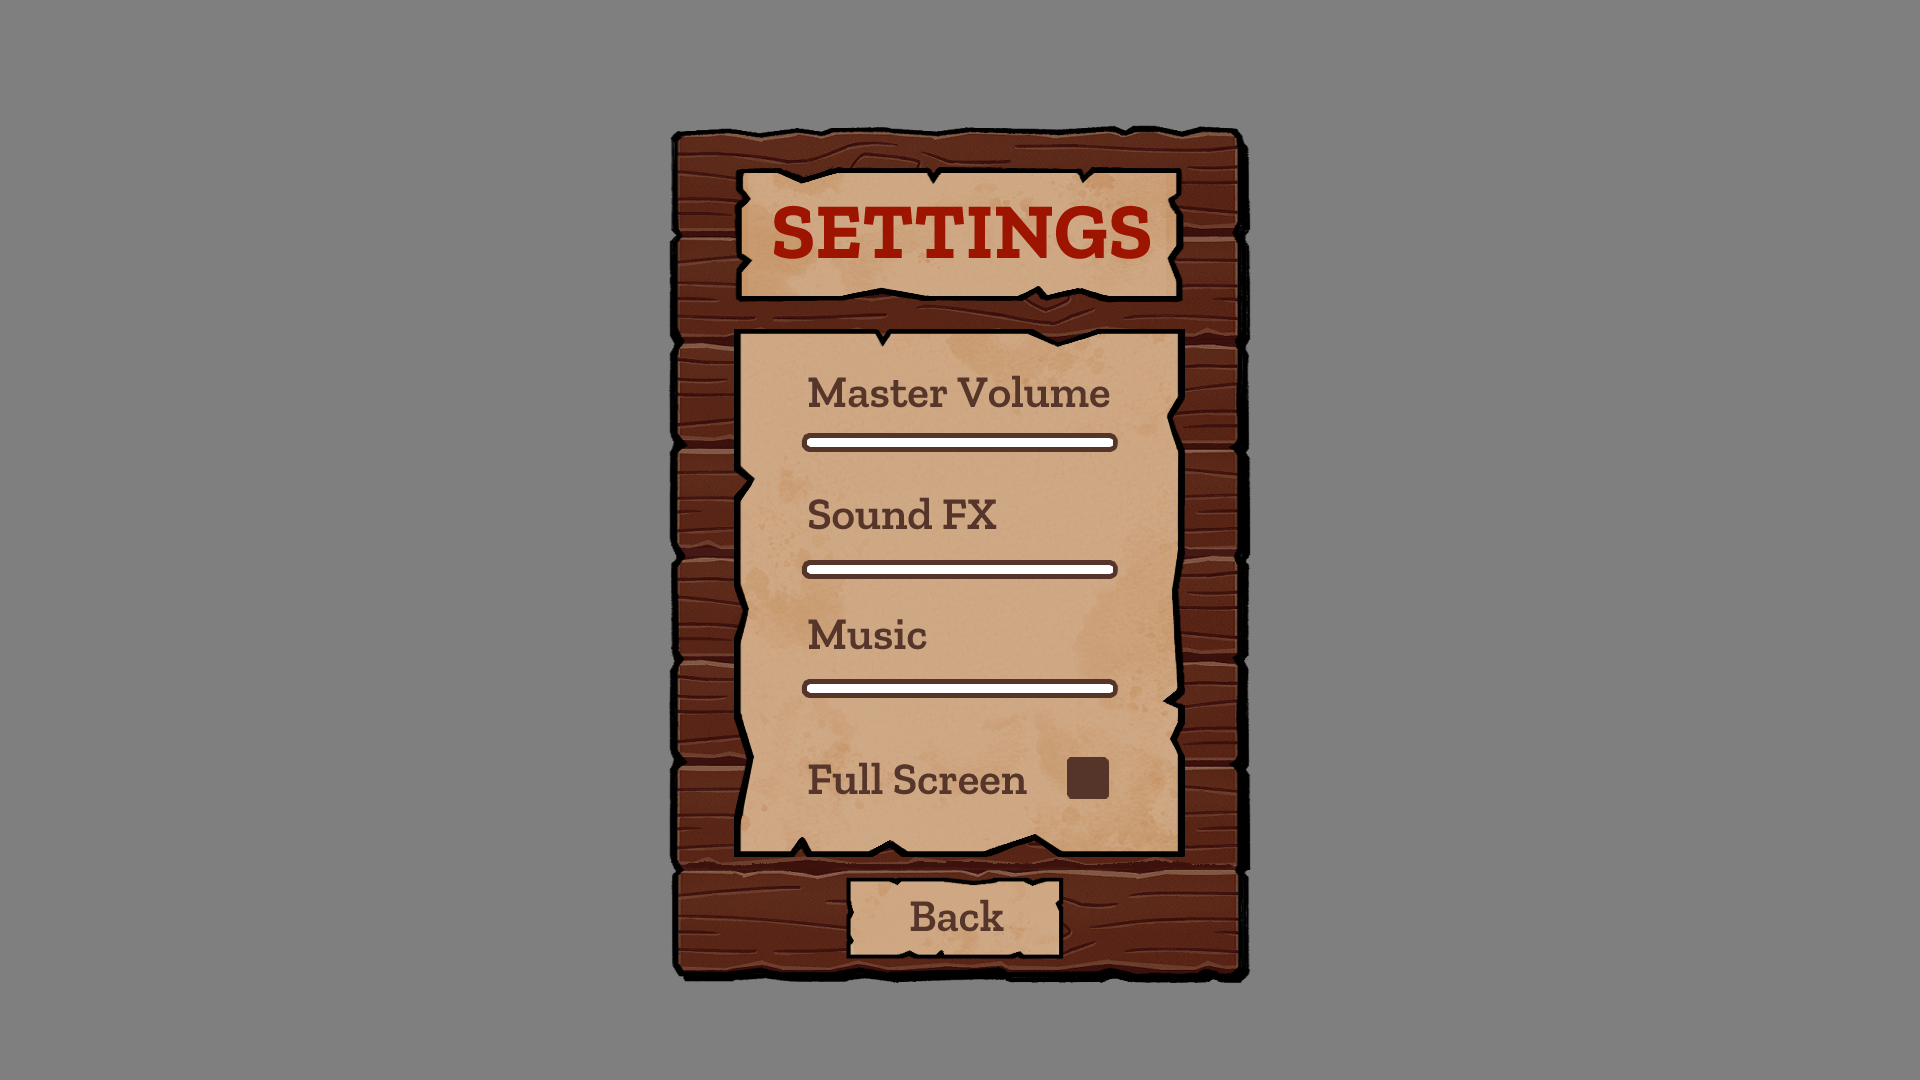 SETTINGS
Master Volume
Sound FX
Music
Full Screen
Back